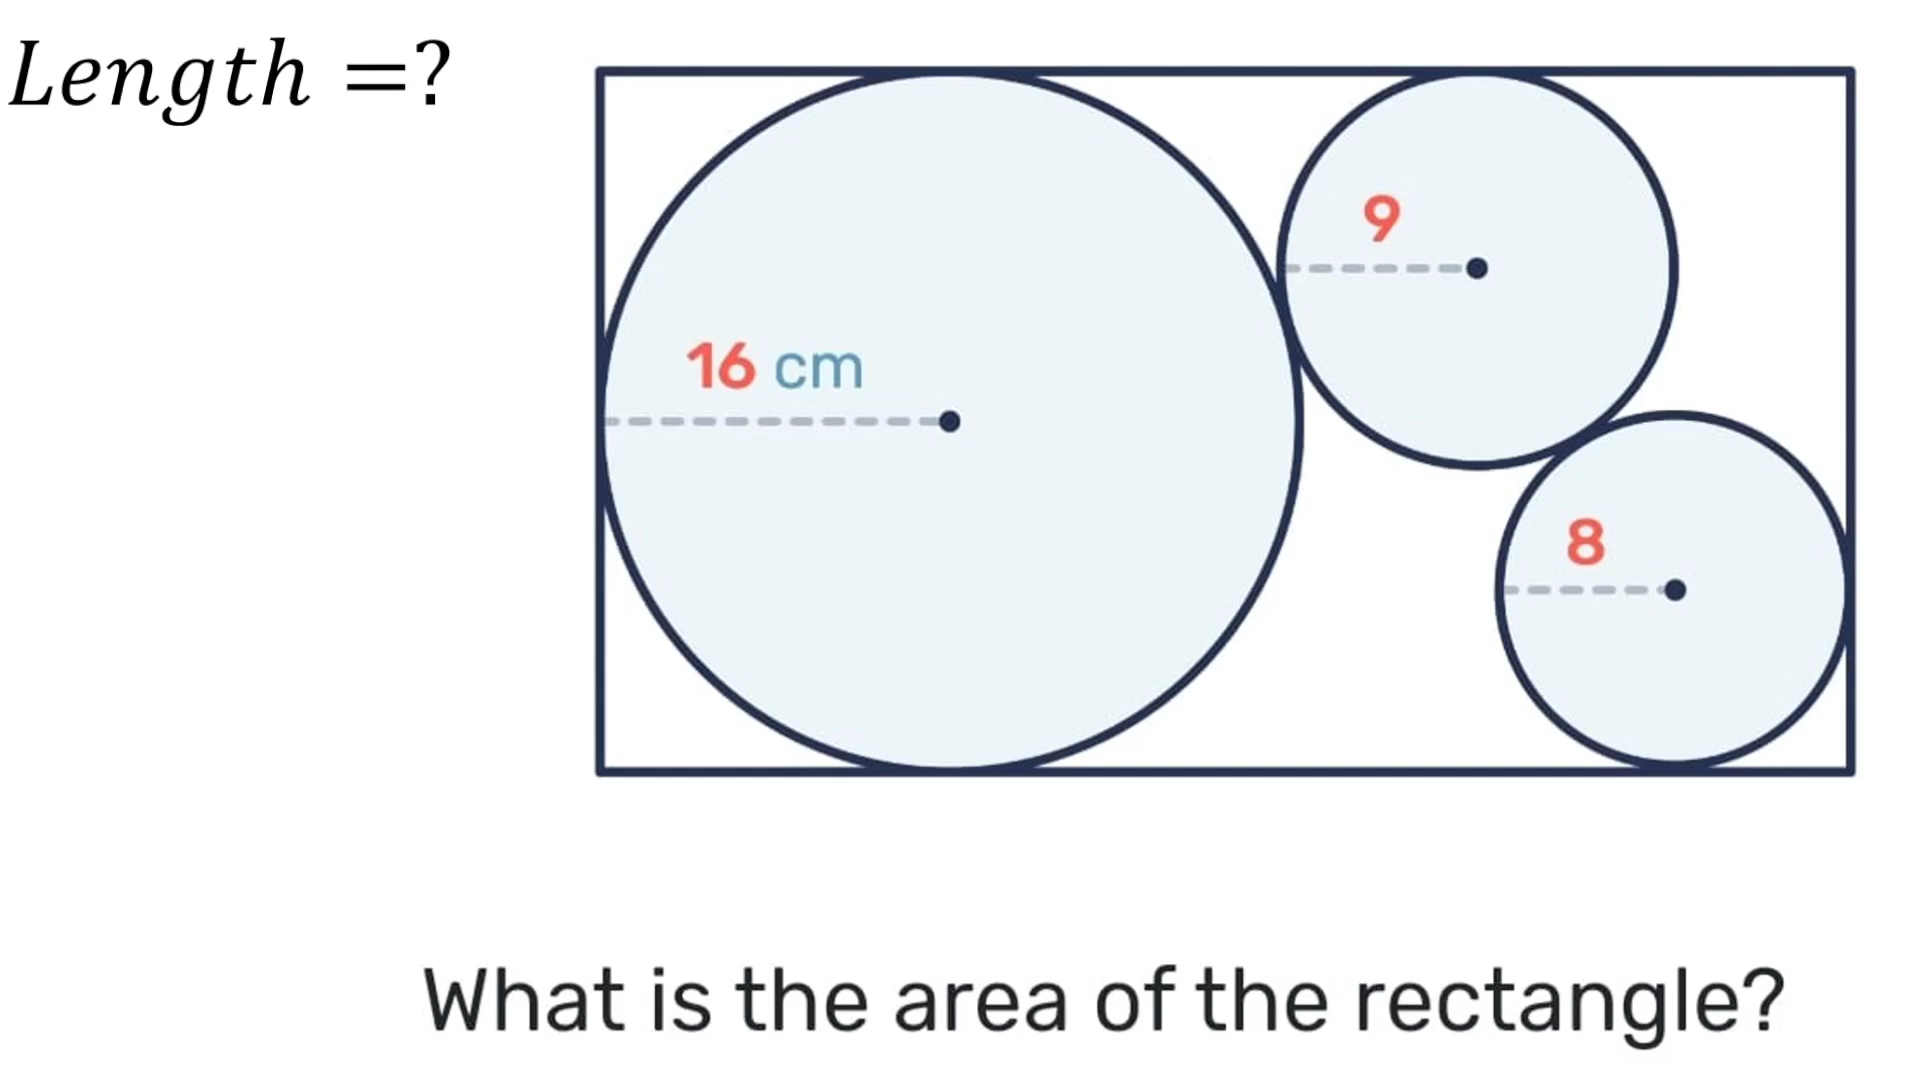 Length =?
9
16 cm
8
What is the area of the rectangle?